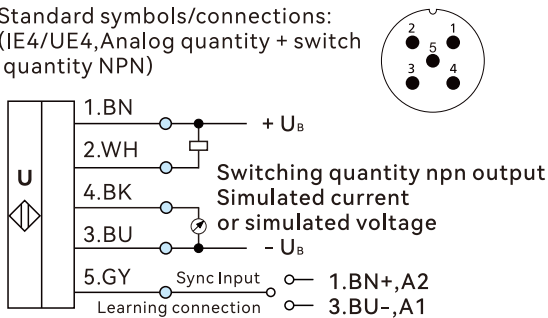 Standard symbols/connections:
(IE4/UE4,Analog quantity + switch
quantity NPN)
2 1
5
3 4
1.BN
+ UB
2.WH
Switching quantity npn output
U
4.BK
Simulated current
or simulated voltage
3.BU
- UB
5.GY Sync Input 1.BN+,A2
Learning connection 3.BU-,A1